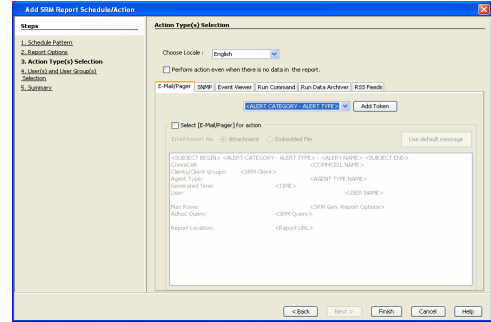 Add SRM Report Schedule/Action
Steps
1. Schedule Pattern
2. Report Options
3. Action Type(s) Selection
4. User(s) and User Group(s)
Selection
5. Summary
Action Type(s) Selection
Choose Locale : English
Perform action even when there is no data in the report.
E-Mail/Pager SNMP Event Viewer Run Command Run Data Archiver RSS Feeds
<ALERT CATEGORY - ALERT TYPE> Add Token
Select [E-Mail/Pager] for action
Email Report As: Attachment Embedded File Use default message
<SUBJECT BEGIN> <ALERT CATEGORY - ALERT TYPE> : <ALERT NAME> <SUBJECT END>
CommCell: <COMMCELL NAME>
Clients/Client Groups: <SRM Client>
Agent Type: <AGENT TYPE NAME>
Generated Time: <TIME>
User: <USER NAME>
Max Rows: <SRM Gen. Report Options>
Adhoc Query: <SRM Query>
Report Location: <Report URL>
< Back Next > Finish Cancel Help